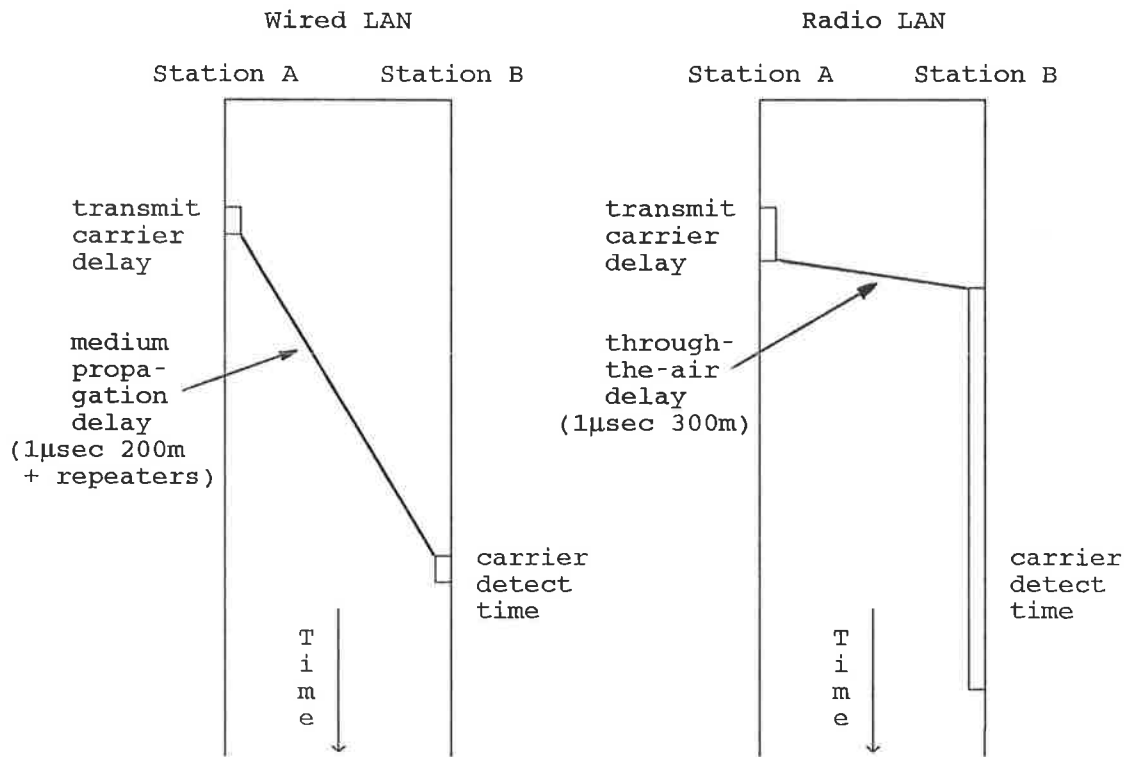 Wired LAN
Station A Station B
transmit
carrier
delay
medium
propa-
gation
delay
(1μsec 200m
+ repeaters)
carrier
detect
time
T
i
m
e
Radio LAN
Station A Station B
transmit
carrier
delay
through-
the-air
delay
(1μsec 300m)
carrier
detect
time
T
i
m
e